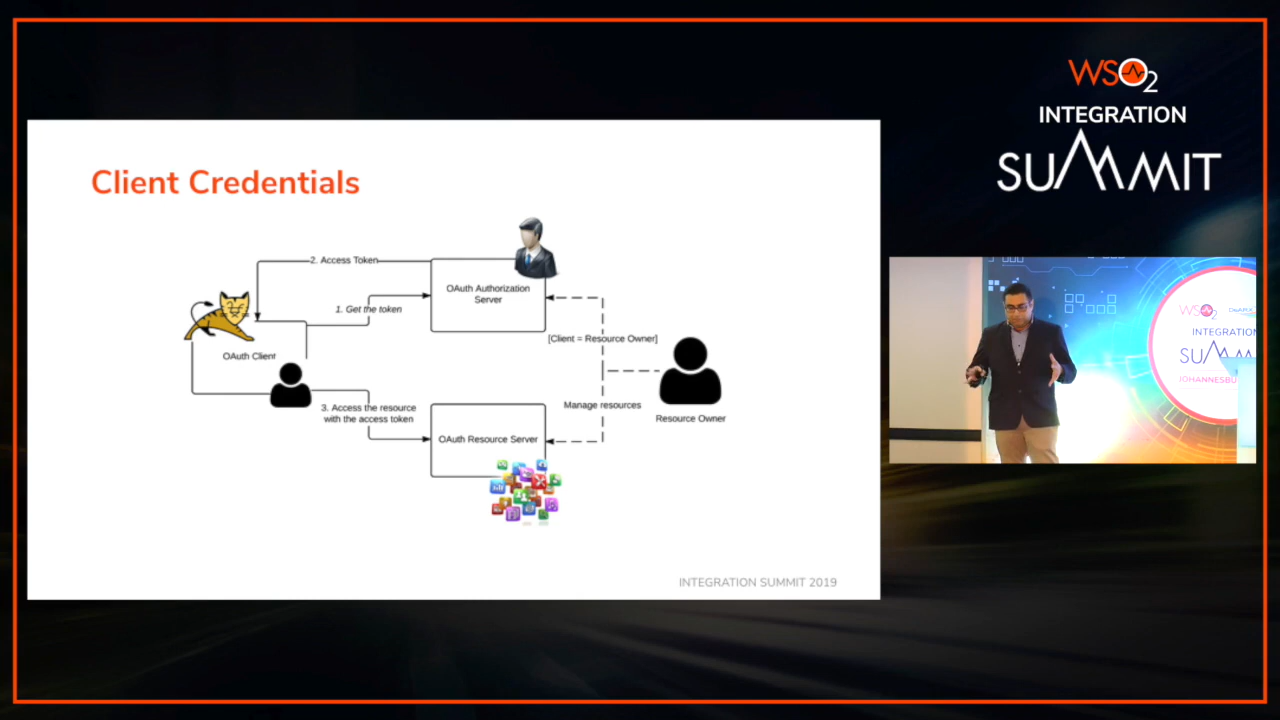 WSO2
INTEGRATION
SUMMIT
Client Credentials
2. Access Token
OAuth Authorization
Server
1. Get the token
[Client = Resource Owner]
OAuth Client
3. Access the resource
with the access token
Manage resources
Resource Owner
OAuth Resource Server
INTEGRATION SUMMIT 2019
WSO2
INTEGRATION
SUMM
JOHANNESBU